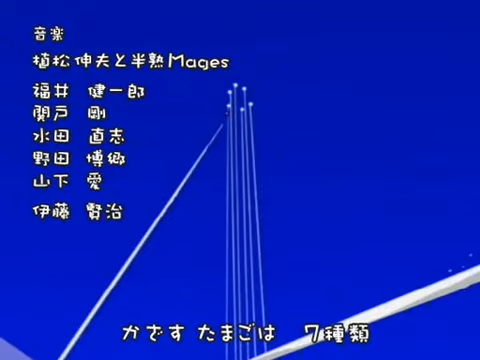 音楽
植松伸夫と半熟Mages
福井 健一郎
関戸 剛
水田 直志
野田 博郷
山下 愛
伊藤 賢治
かざす たまごは 7種類